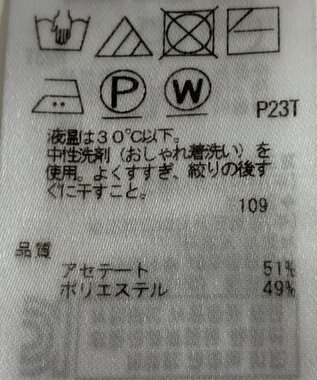 P W P23T
液温は30℃以下。
中性洗剤（おしゃれ着洗い）を
使用。よくすすぎ、絞りの後す
ぐに干すこと。
109
品質
アセテート 51%
ポリエステル 49%